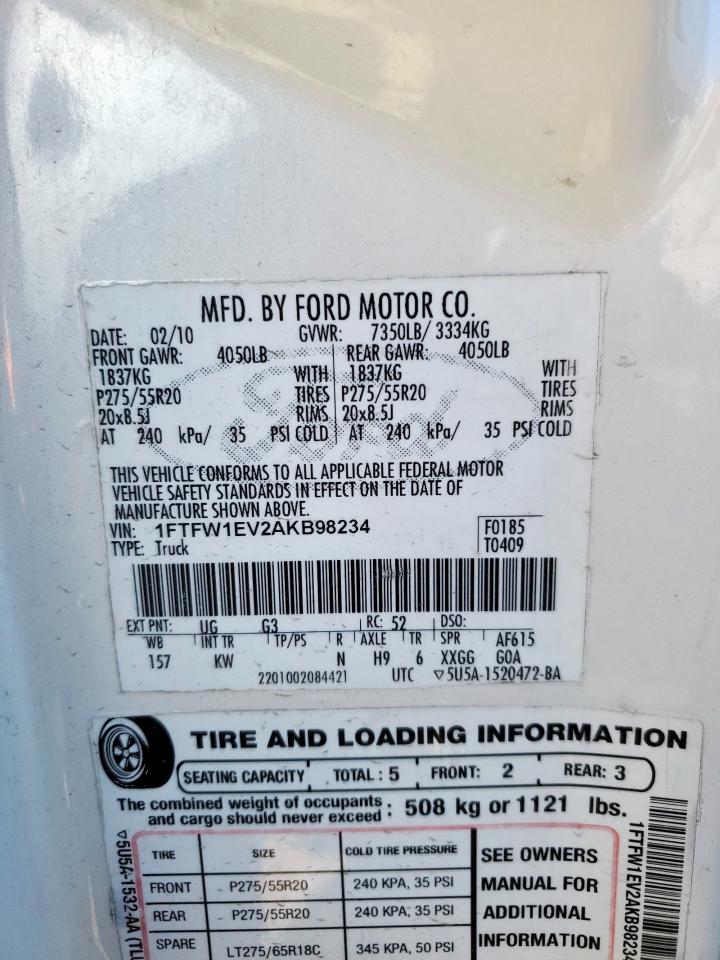 MFD. BY FORD MOTOR CO.
DATE: 02/10 GVWR: 7350LB/ 3334KG
FRONT GAWR: 4050LB REAR GAWR: 4050LB
1837KG WITH 1837KG WITH
P275/55R20 TIRES P275/55R20 TIRES
20x8.5J RIMS 20x8.5J RIMS
AT 240 kPa/ 35 PSI COLD AT 240 kPa/ 35 PSI COLD
Ford
THIS VEHICLE CONFORMS TO ALL APPLICABLE FEDERAL MOTOR
VEHICLE SAFETY STANDARDS IN EFFECT ON THE DATE OF
MANUFACTURE SHOWN ABOVE.
VIN: 1FTFW1EV2AKB98234 F0185
TYPE: Truck T0409
EXT PNT: UG G3 RC: 52 DSO:
WB INT TR TP/PS R AXLE TR SPR AF615
157 KW N H9 6 XXGG GOA
2201002084421 UTC ▽5U5A-1520472-BA
TIRE AND LOADING INFORMATION
SEATING CAPACITY TOTAL : 5 FRONT: 2 REAR: 3
The combined weight of occupants
and cargo should never exceed : 508 kg or 1121 lbs.
TIRE SIZE COLD TIRE PRESSURE SEE OWNERS
FRONT P275/55R20 240 KPA, 35 PSI MANUAL FOR
REAR P275/55R20 240 KPA, 35 PSI ADDITIONAL
SPARE LT275/65R18C 345 KPA, 50 PSI INFORMATION
▽5U5A-1532-AA (TL
1FTFW1EV2AKB98234